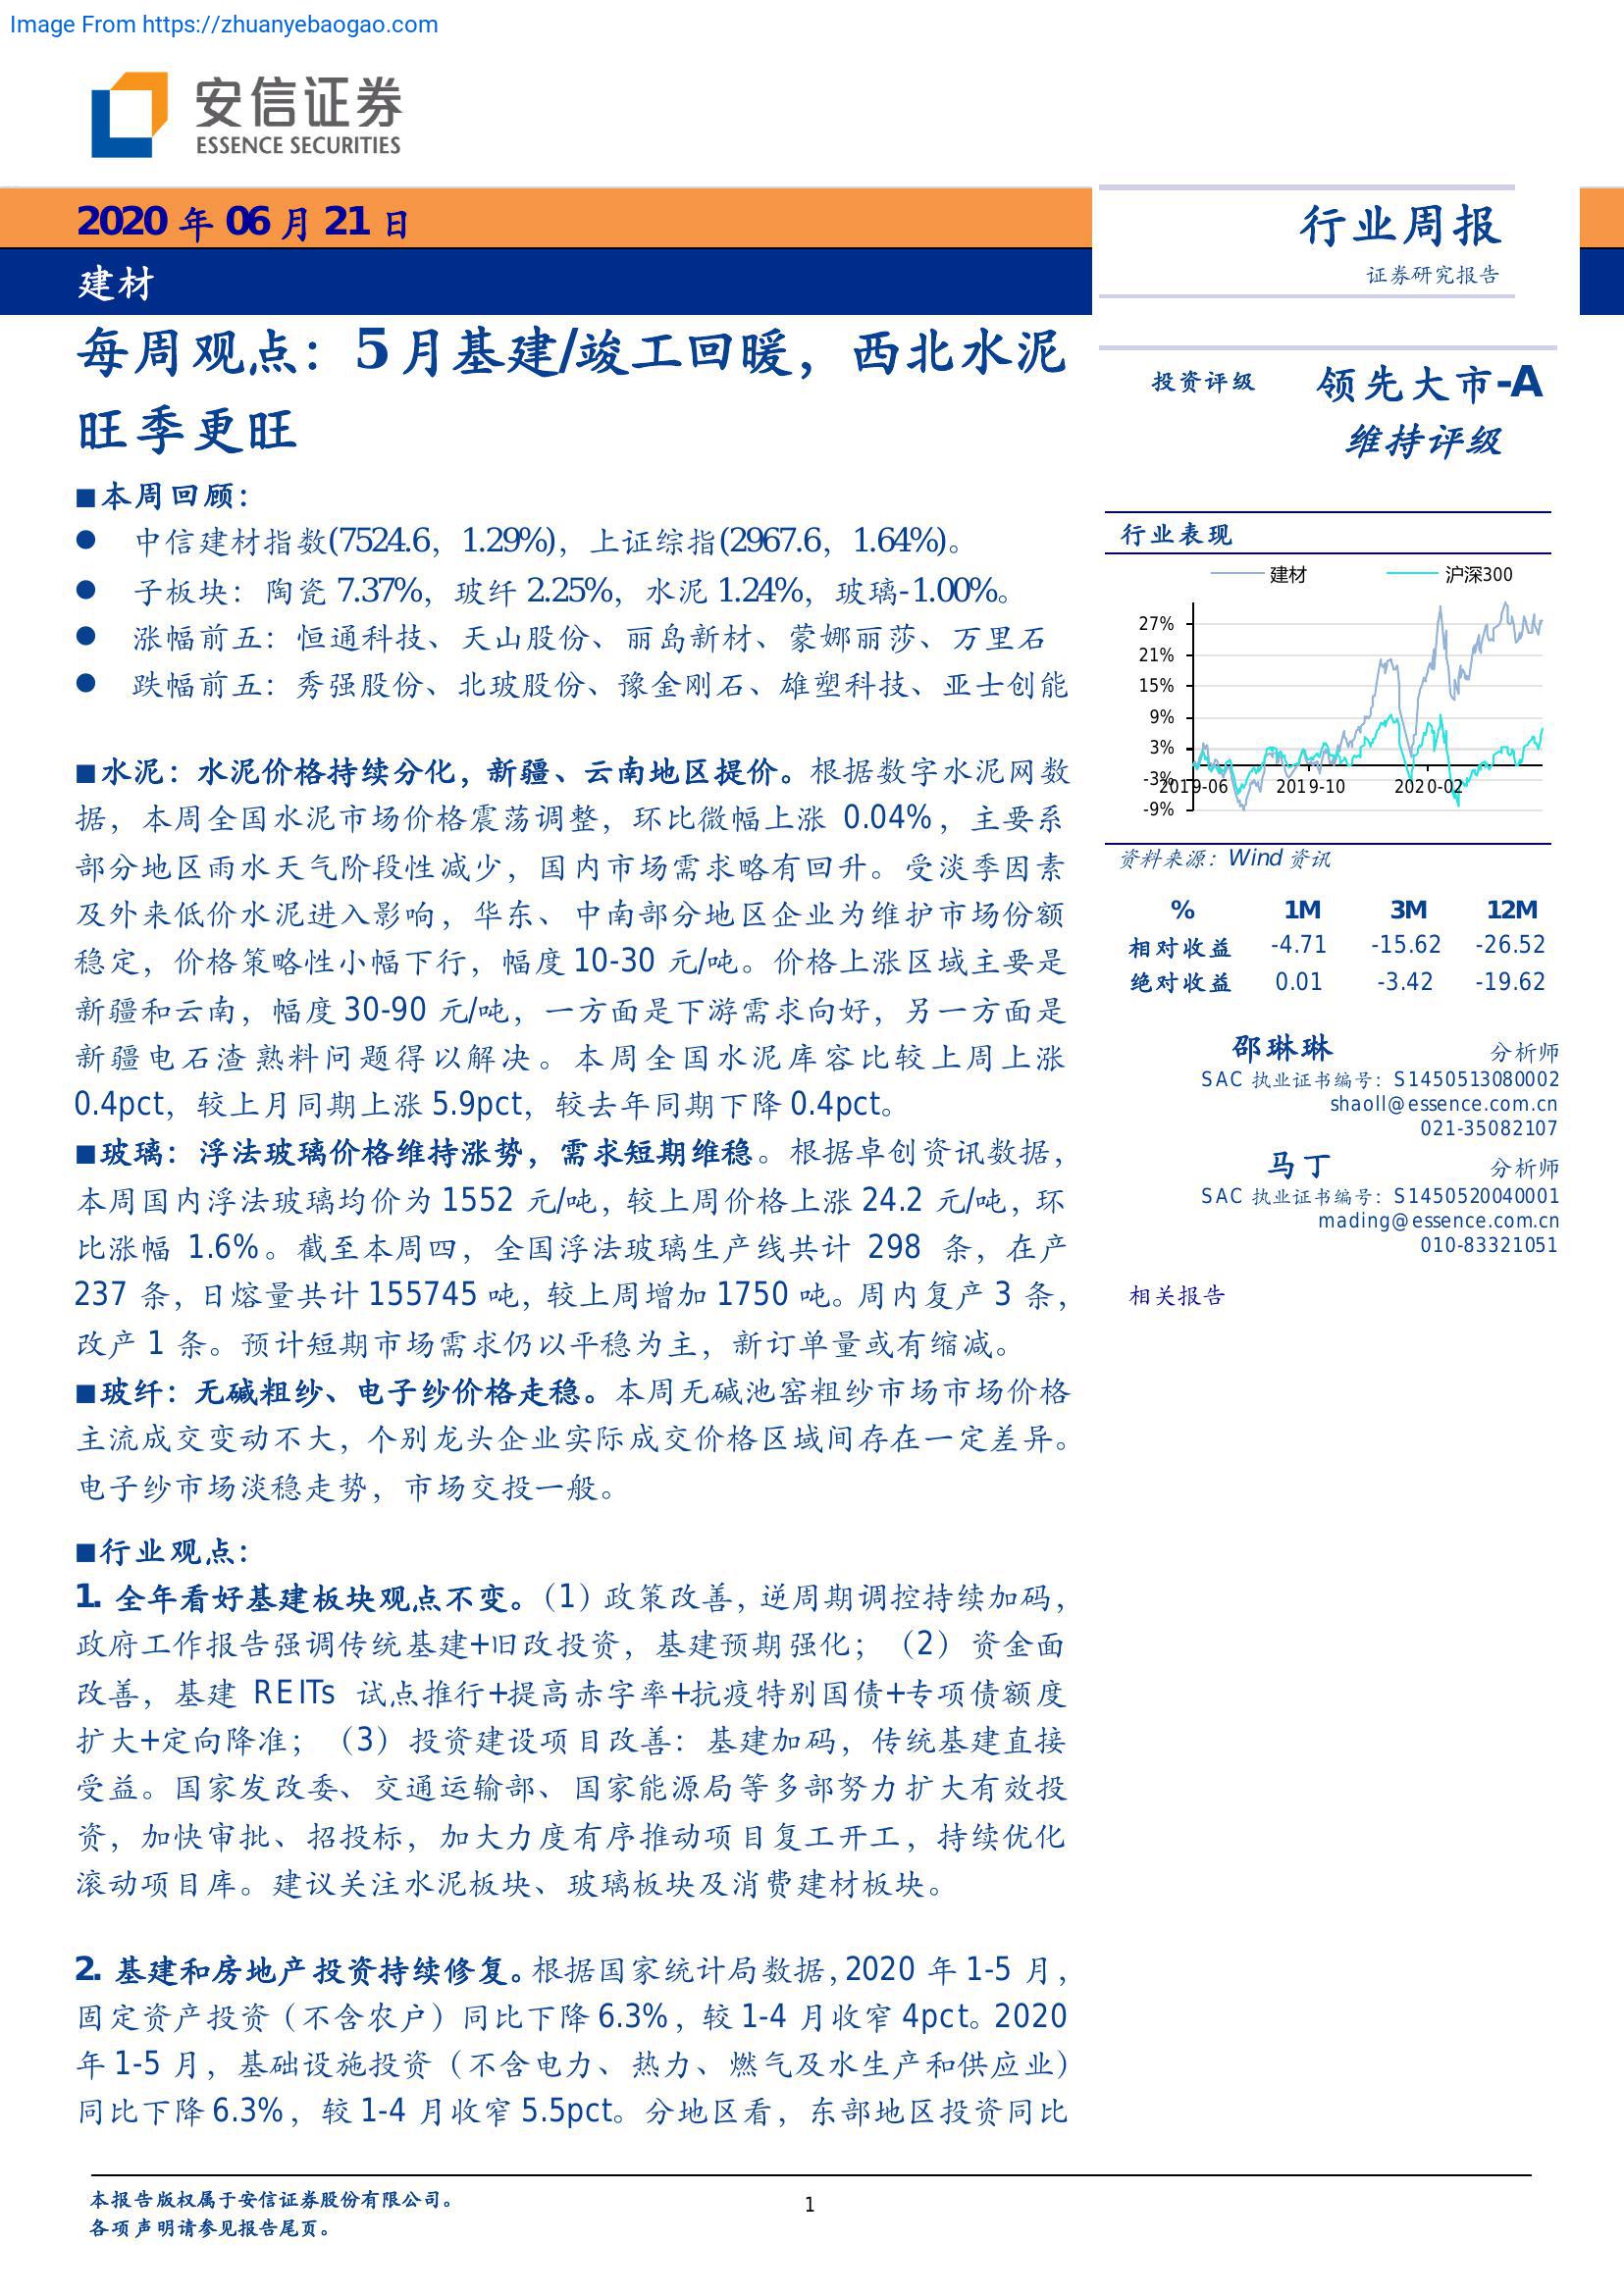 Image From https://zhuanyebaogao.com
安信证券
ESSENCE SECURITIES
2020 年 06 月 21 日
建材
行业周报
证券研究报告
每周观点：5 月基建/竣工回暖，西北水泥
旺季更旺
■本周回顾：
● 中信建材指数(7524.6，1.29%)，上证综指(2967.6，1.64%)。
● 子板块：陶瓷 7.37%，玻纤 2.25%，水泥 1.24%，玻璃-1.00%。
● 涨幅前五：恒通科技、天山股份、丽岛新材、蒙娜丽莎、万里石
● 跌幅前五：秀强股份、北玻股份、豫金刚石、雄塑科技、亚士创能
■水泥：水泥价格持续分化，新疆、云南地区提价。根据数字水泥网数
据，本周全国水泥市场价格震荡调整，环比微幅上涨 0.04%，主要系
部分地区雨水天气阶段性减少，国内市场需求略有回升。受淡季因素
及外来低价水泥进入影响，华东、中南部分地区企业为维护市场份额
稳定，价格策略性小幅下行，幅度 10-30 元/吨。价格上涨区域主要是
新疆和云南，幅度 30-90 元/吨，一方面是下游需求向好，另一方面是
新疆电石渣熟料问题得以解决。本周全国水泥库容比较上周上涨
0.4pct，较上月同期上涨 5.9pct，较去年同期下降 0.4pct。
■玻璃：浮法玻璃价格维持涨势，需求短期维稳。根据卓创资讯数据，
本周国内浮法玻璃均价为 1552 元/吨，较上周价格上涨 24.2 元/吨，环
比涨幅 1.6%。截至本周四，全国浮法玻璃生产线共计 298 条，在产
237 条，日熔量共计 155745 吨，较上周增加 1750 吨。周内复产 3 条，
改产 1 条。预计短期市场需求仍以平稳为主，新订单量或有缩减。
■玻纤：无碱粗纱、电子纱价格走稳。本周无碱池窑粗纱市场市场价格
主流成交变动不大，个别龙头企业实际成交价格区域间存在一定差异。
电子纱市场淡稳走势，市场交投一般。
■行业观点：
1. 全年看好基建板块观点不变。（1）政策改善，逆周期调控持续加码，
政府工作报告强调传统基建+旧改投资，基建预期强化；（2）资金面
改善，基建 REITs 试点推行+提高赤字率+抗疫特别国债+专项债额度
扩大+定向降准；（3）投资建设项目改善：基建加码，传统基建直接
受益。国家发改委、交通运输部、国家能源局等多部努力扩大有效投
资，加快审批、招投标，加大力度有序推动项目复工开工，持续优化
滚动项目库。建议关注水泥板块、玻璃板块及消费建材板块。
2. 基建和房地产投资持续修复。根据国家统计局数据，2020 年 1-5 月，
固定资产投资（不含农户）同比下降 6.3%，较 1-4 月收窄 4pct。2020
年 1-5 月，基础设施投资（不含电力、热力、燃气及水生产和供应业）
同比下降 6.3%，较 1-4 月收窄 5.5pct。分地区看，东部地区投资同比
投资评级 领先大市-A
维持评级
行业表现
建材 沪深300
27%
21%
15%
9%
3%
-3%
-9%
2019-06 2019-10 2020-02
资料来源：Wind 资讯
% 1M 3M 12M
相对收益 -4.71 -15.62 -26.52
绝对收益 0.01 -3.42 -19.62
邵琳琳 分析师
SAC 执业证书编号：S1450513080002
shaoll@essence.com.cn
021-35082107
马丁 分析师
SAC 执业证书编号：S1450520040001
mading@essence.com.cn
010-83321051
相关报告
本报告版权属于安信证券股份有限公司。
各项声明请参见报告尾页。
1